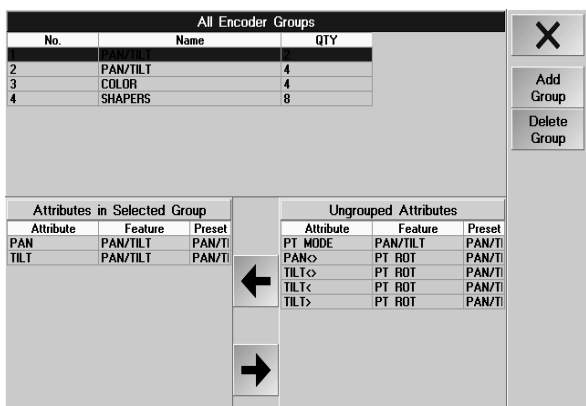 All Encoder Groups
No. Name QTY
1 PAN/TILT 2
2 PAN/TILT 4
3 COLOR 4
4 SHAPERS 8
Add
Group
Delete
Group
Attributes in Selected Group
Attribute Feature Preset
PAN PAN/TILT PAN/TI
TILT PAN/TILT PAN/TI
Ungrouped Attributes
Attribute Feature Preset
PT MODE PAN/TILT PAN/TI
PAN<> PT ROT PAN/TI
TILT<> PT ROT PAN/TI
TILT< PT ROT PAN/TI
TILT> PT ROT PAN/TI